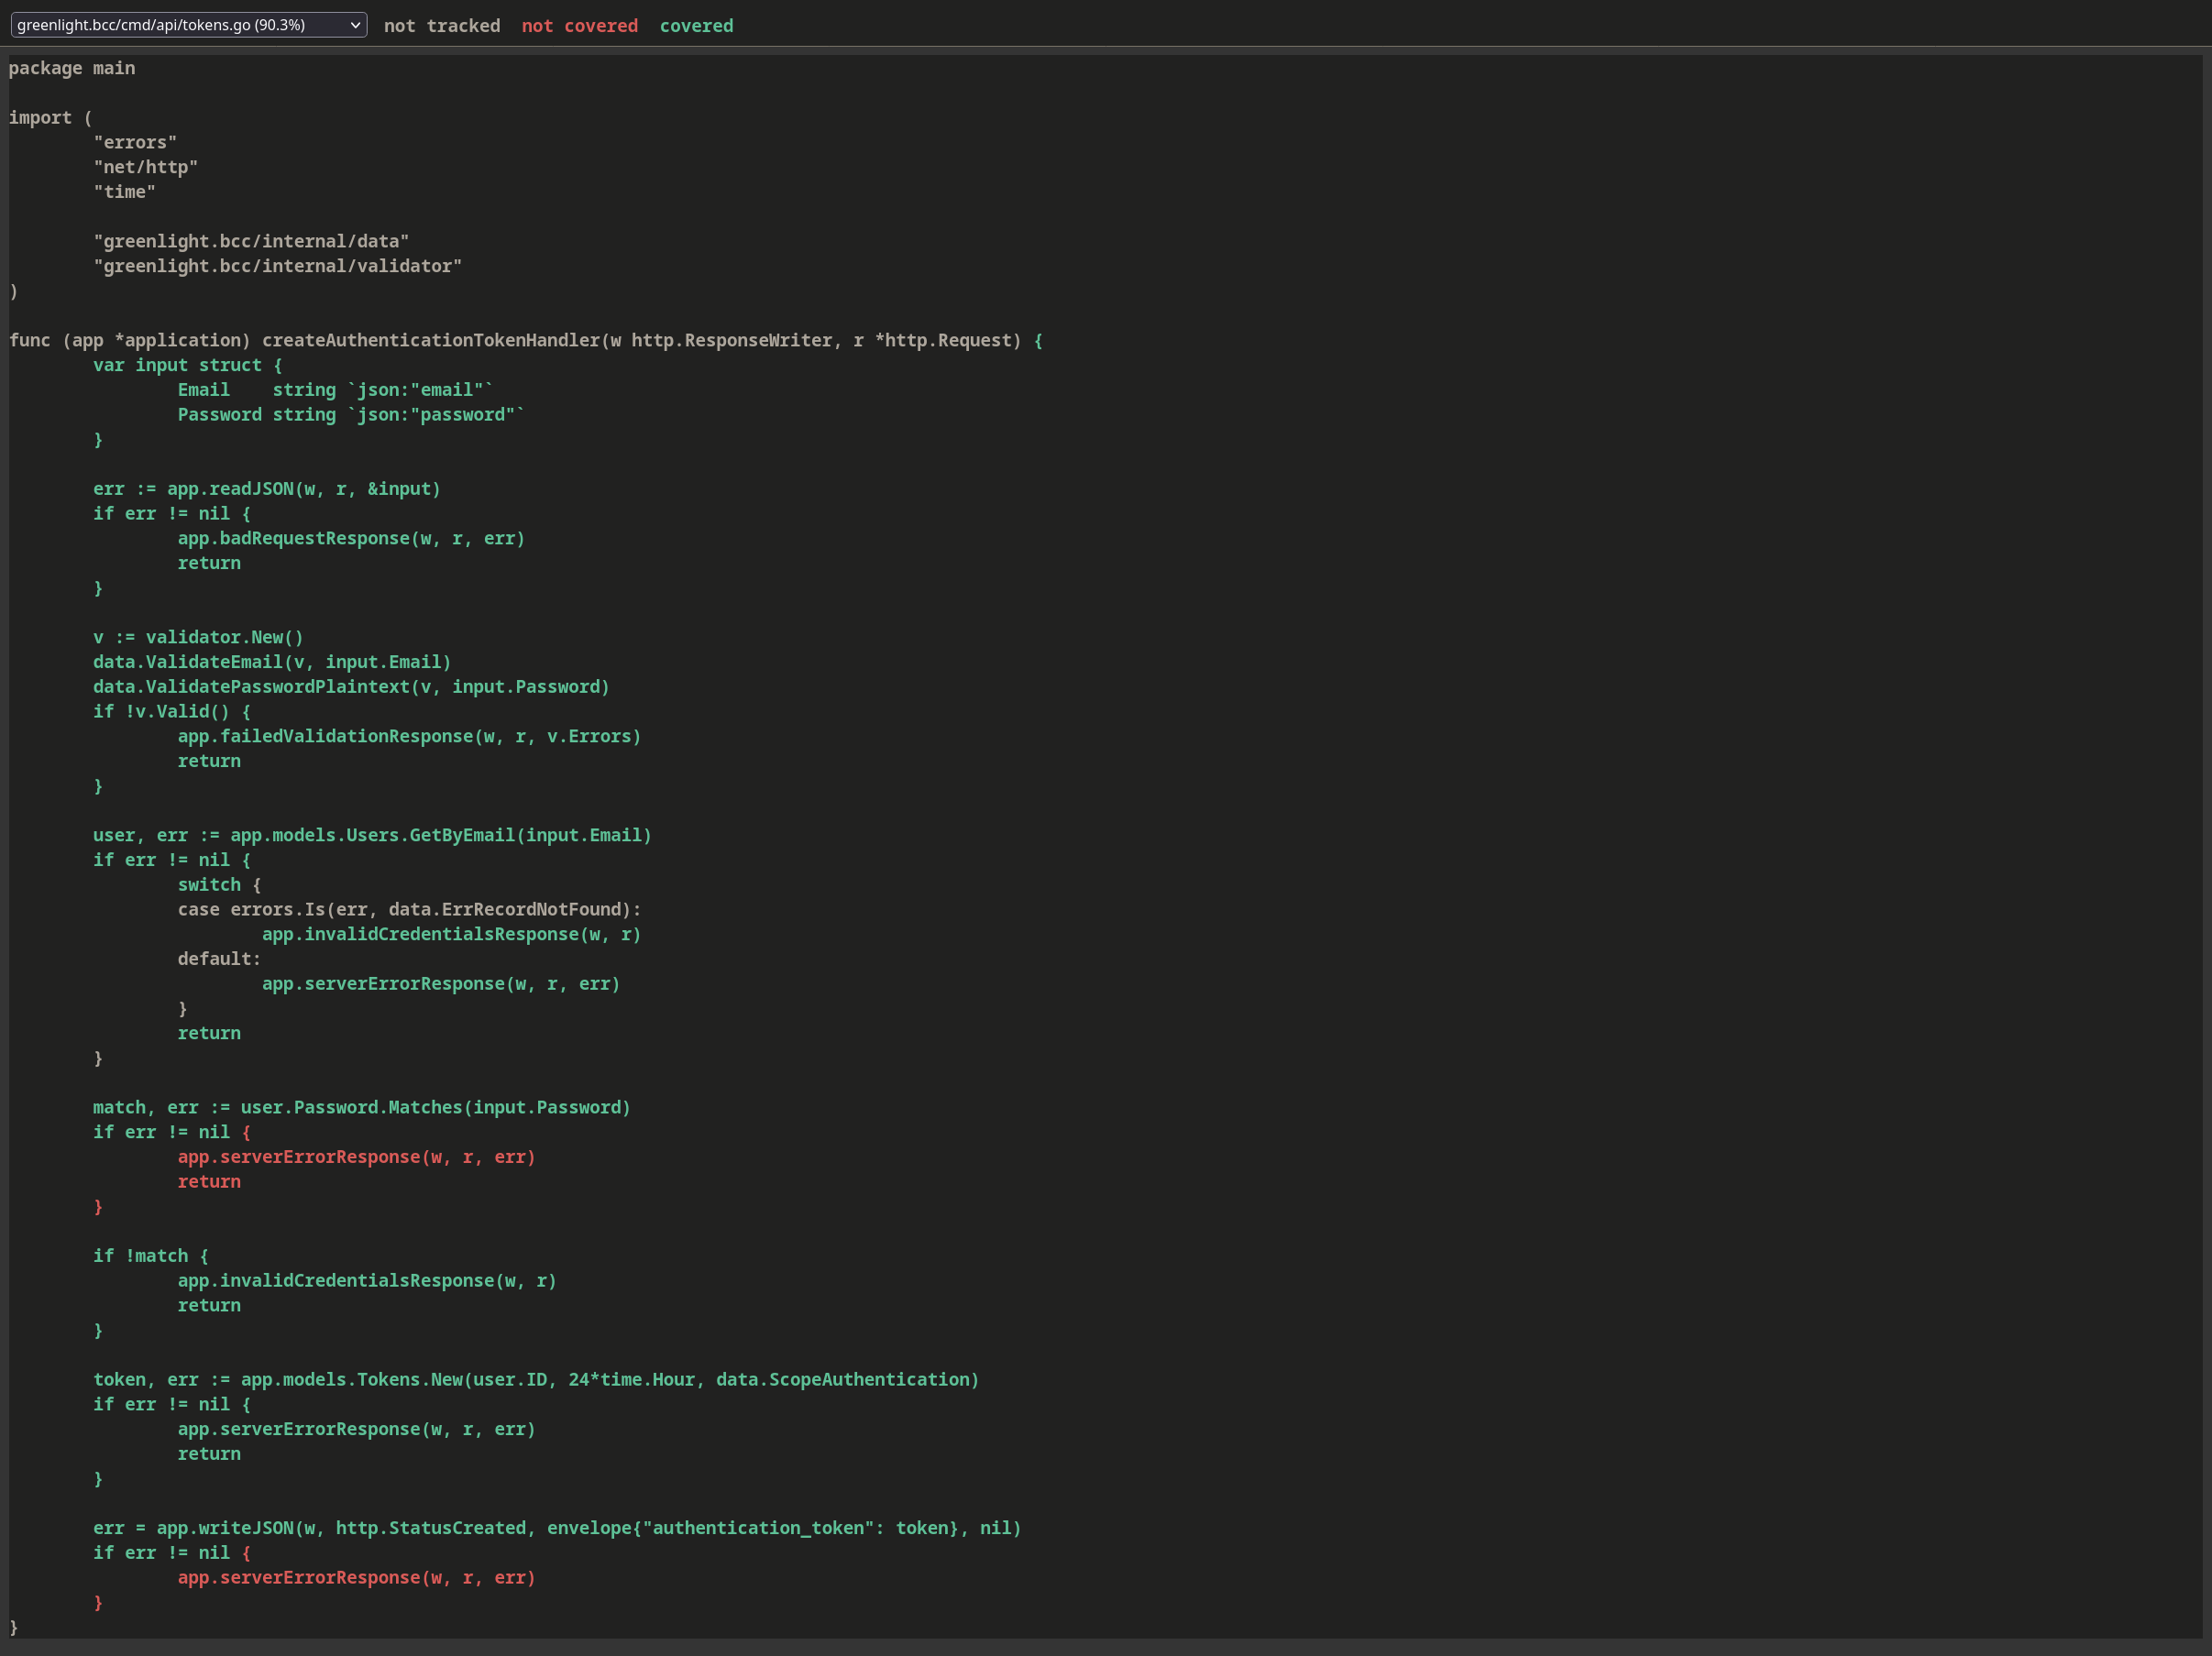 greenlight.bcc/cmd/api/tokens.go (90.3%) not tracked not covered covered
package main

import (
	"errors"
	"net/http"
	"time"

	"greenlight.bcc/internal/data"
	"greenlight.bcc/internal/validator"
)

func (app *application) createAuthenticationTokenHandler(w http.ResponseWriter, r *http.Request) {
	var input struct {
		Email    string `json:"email"`
		Password string `json:"password"`
	}

	err := app.readJSON(w, r, &input)
	if err != nil {
		app.badRequestResponse(w, r, err)
		return
	}

	v := validator.New()
	data.ValidateEmail(v, input.Email)
	data.ValidatePasswordPlaintext(v, input.Password)
	if !v.Valid() {
		app.failedValidationResponse(w, r, v.Errors)
		return
	}

	user, err := app.models.Users.GetByEmail(input.Email)
	if err != nil {
		switch {
		case errors.Is(err, data.ErrRecordNotFound):
			app.invalidCredentialsResponse(w, r)
		default:
			app.serverErrorResponse(w, r, err)
		}
		return
	}

	match, err := user.Password.Matches(input.Password)
	if err != nil {
		app.serverErrorResponse(w, r, err)
		return
	}

	if !match {
		app.invalidCredentialsResponse(w, r)
		return
	}

	token, err := app.models.Tokens.New(user.ID, 24*time.Hour, data.ScopeAuthentication)
	if err != nil {
		app.serverErrorResponse(w, r, err)
		return
	}

	err = app.writeJSON(w, http.StatusCreated, envelope{"authentication_token": token}, nil)
	if err != nil {
		app.serverErrorResponse(w, r, err)
	}
}